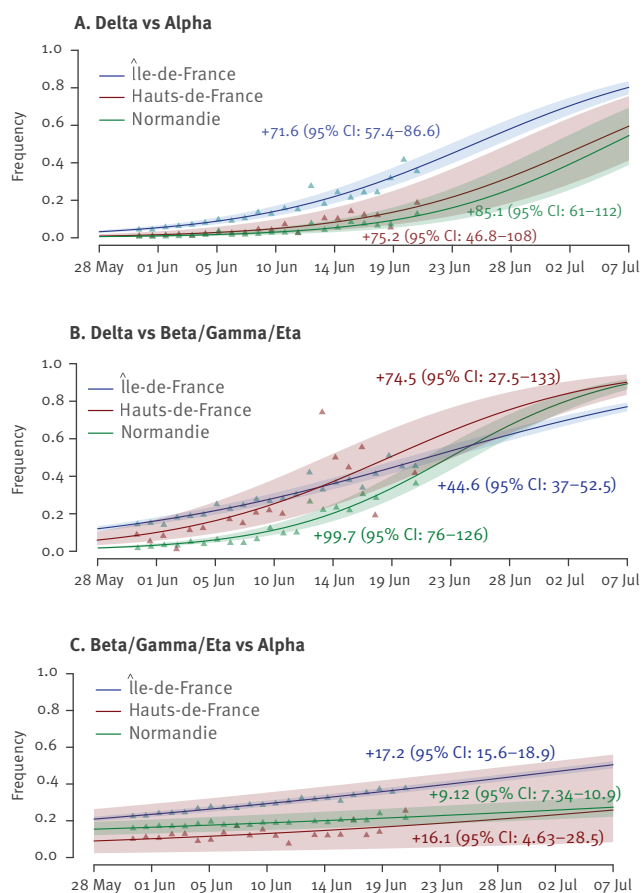 A. Delta vs Alpha
1.0
0.8
0.6
0.4
0.2
0.0
Frequency
Île-de-France
Hauts-de-France
Normandie
+71.6 (95% CI: 57.4–86.6)
+85.1 (95% CI: 61–112)
+75.2 (95% CI: 46.8–108)
28 May 01 Jun 05 Jun 10 Jun 14 Jun 19 Jun 23 Jun 28 Jun 02 Jul 07 Jul
B. Delta vs Beta/Gamma/Eta
1.0
0.8
0.6
0.4
0.2
0.0
Frequency
Île-de-France
Hauts-de-France
Normandie
+74.5 (95% CI: 27.5–133)
+44.6 (95% CI: 37–52.5)
+99.7 (95% CI: 76–126)
28 May 01 Jun 05 Jun 10 Jun 14 Jun 19 Jun 23 Jun 28 Jun 02 Jul 07 Jul
C. Beta/Gamma/Eta vs Alpha
1.0
0.8
0.6
0.4
0.2
0.0
Frequency
Île-de-France
Hauts-de-France
Normandie
+17.2 (95% CI: 15.6–18.9)
+9.12 (95% CI: 7.34–10.9)
+16.1 (95% CI: 4.63–28.5)
28 May 01 Jun 05 Jun 10 Jun 14 Jun 19 Jun 23 Jun 28 Jun 02 Jul 07 Jul